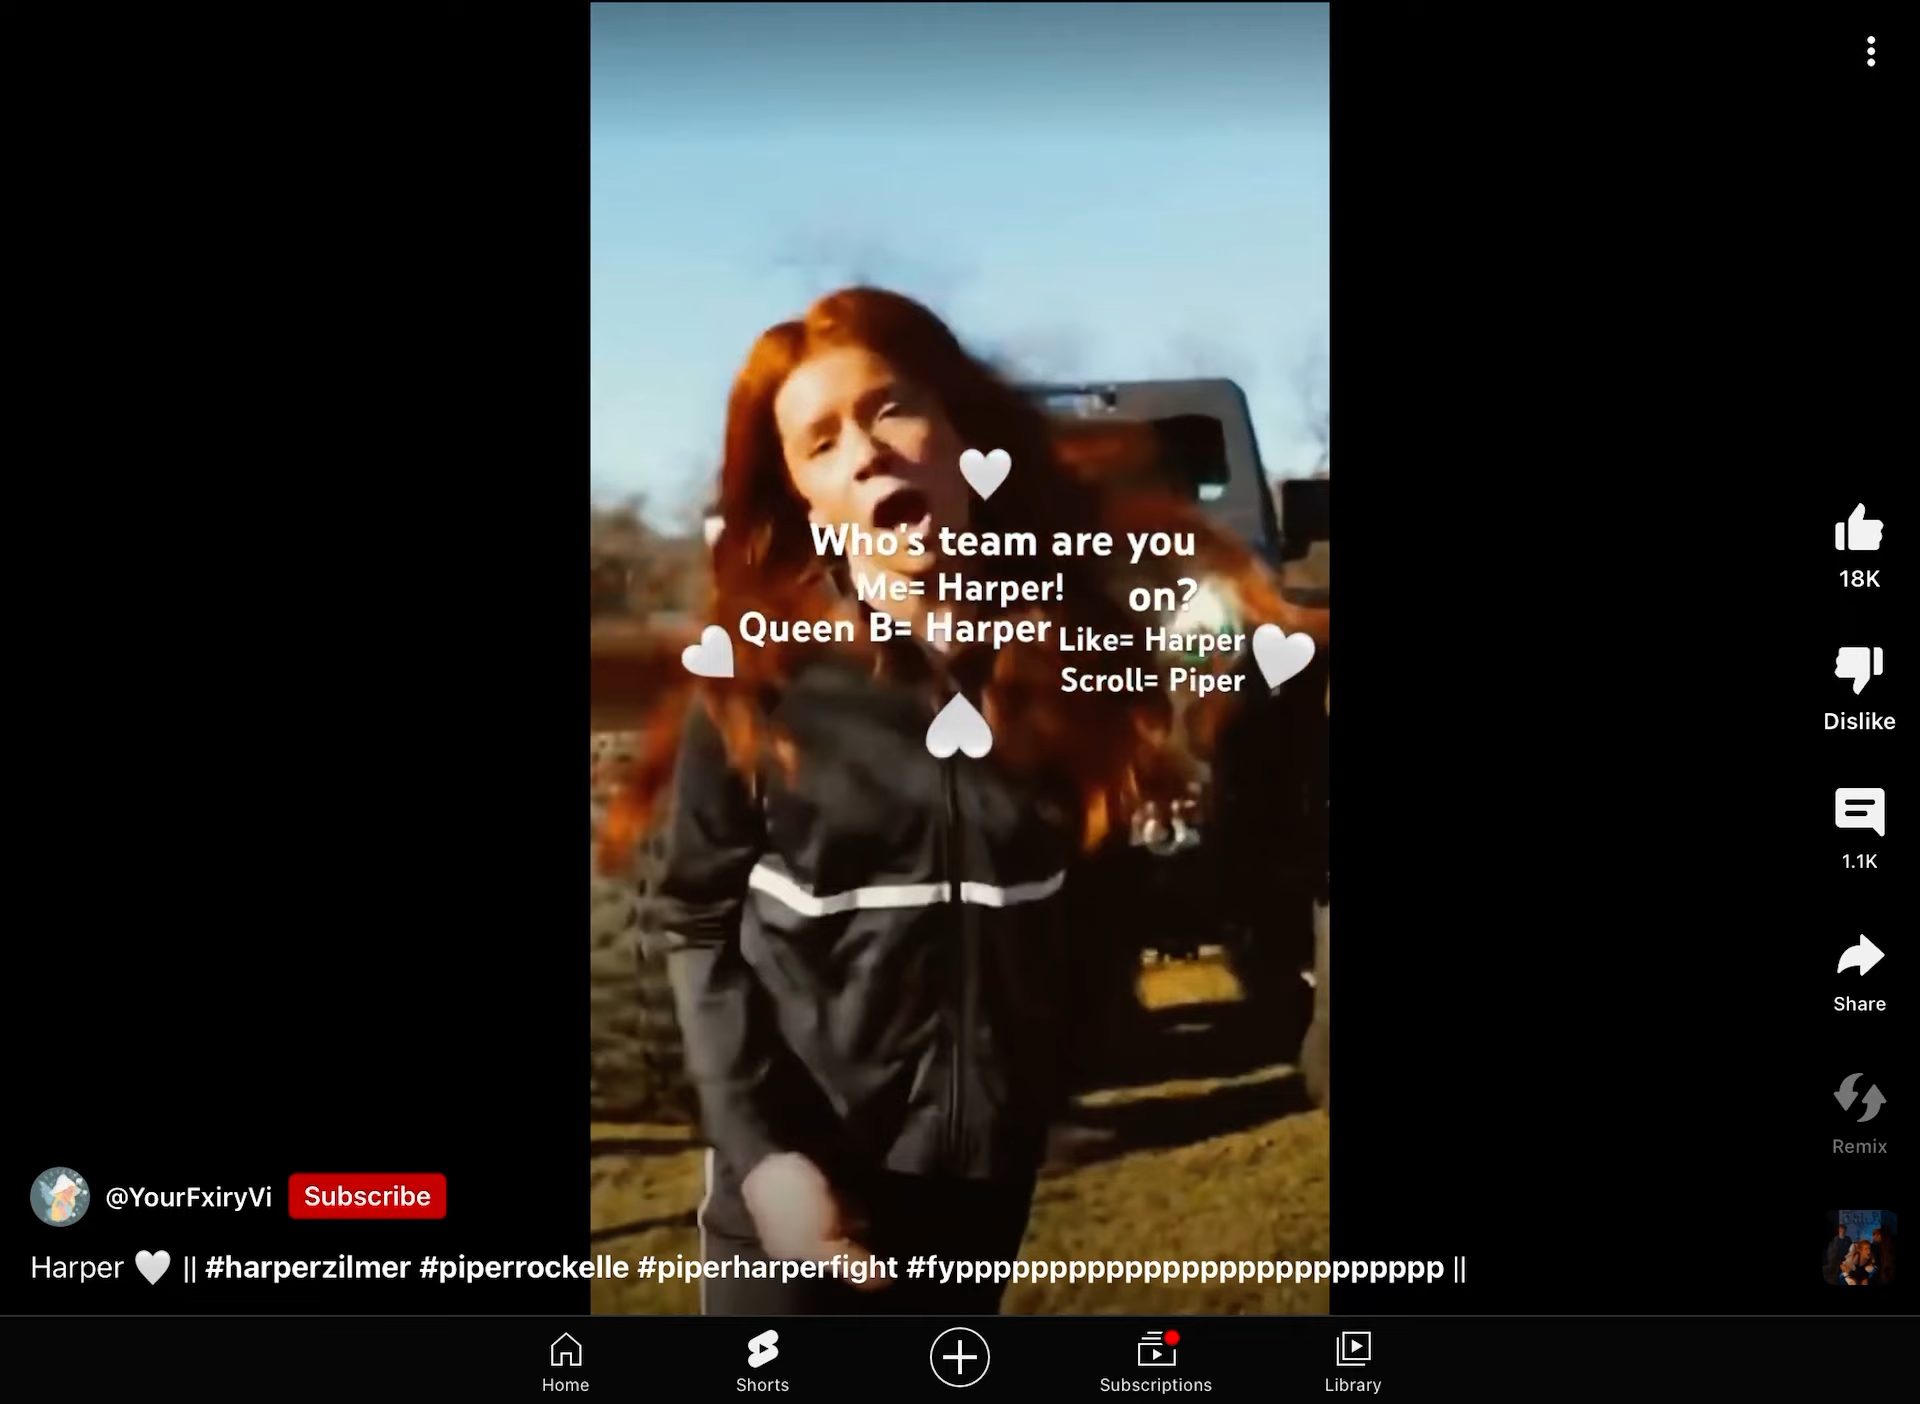 Who's team are you
on?
Me= Harper!
Queen B= Harper
Like= Harper
Scroll= Piper
18K
Dislike
1.1K
Share
Remix
@YourFxiryVi
Subscribe
Harper 🤍 || #harperzilmer #piperrockelle #piperharperfight #fyppppppppppppppppppppppppppp ||
Home
Shorts
Subscriptions
Library